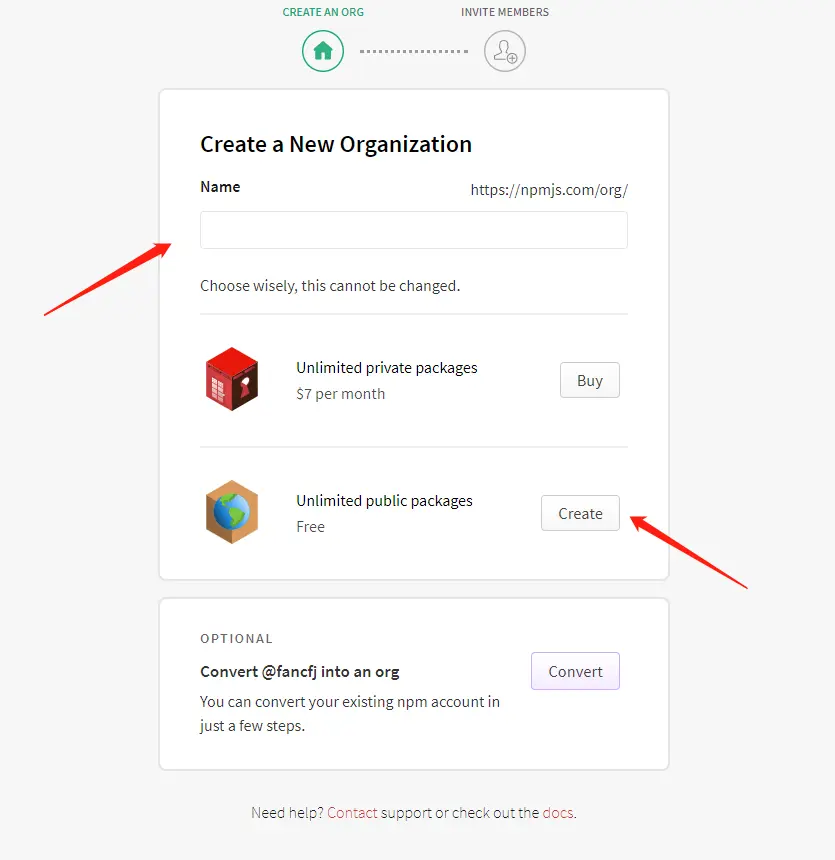 CREATE AN ORG
INVITE MEMBERS
Create a New Organization
Name
https://npmjs.com/org/
Choose wisely, this cannot be changed.
Unlimited private packages
$7 per month
Buy
Unlimited public packages
Free
Create
OPTIONAL
Convert @fancfj into an org
You can convert your existing npm account in
just a few steps.
Convert
Need help? Contact support or check out the docs.